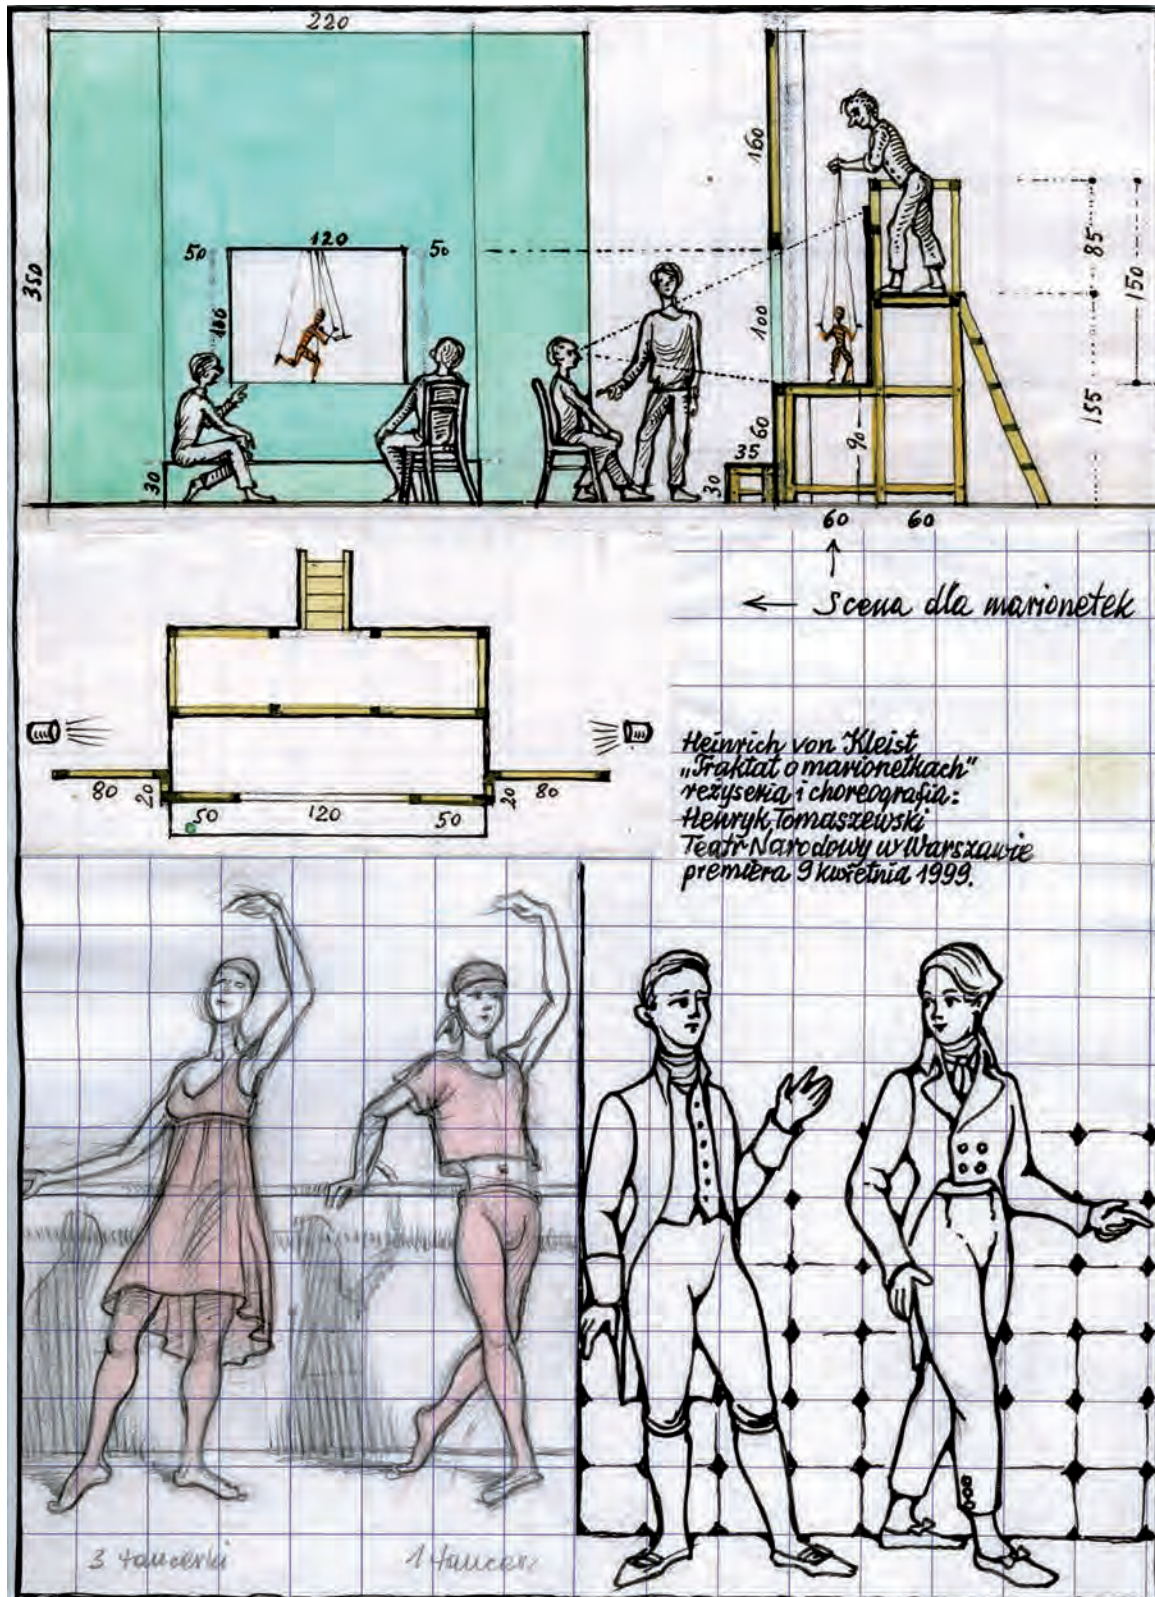 220
350
50
120
50
100
30
160
100
60
35
30
90
85
150
155
60 60
← Scena dla marionetek
80
20
50
120
50
20
80
Heinrich von Kleist
„Traktat o marionetkach”
reżyseria i choreografia:
Henryk Tomaszewski
Teatr Narodowy w Warszawie
premiera 9 kwietnia 1999.
3 tancerki
1 tancerz